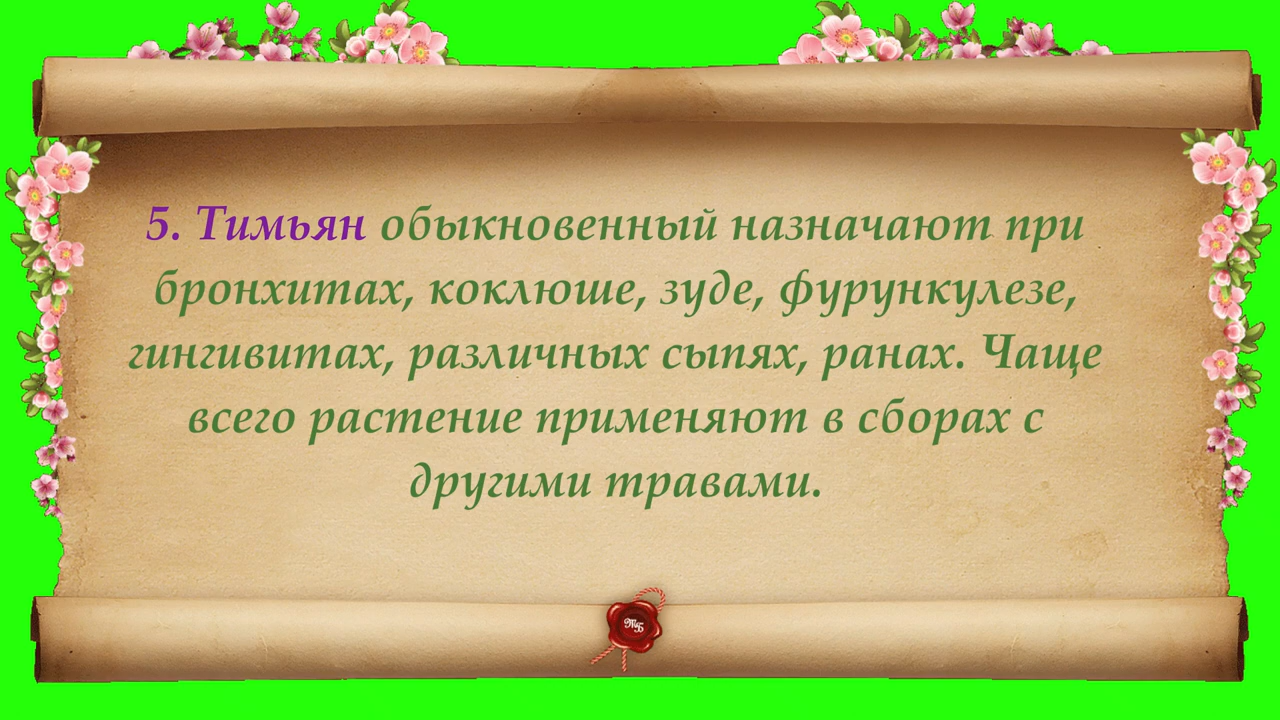 5. Тимьян обыкновенный назначают при
бронхитах, коклюше, зуде, фурункулезе,
гингивитах, различных сыпях, ранах. Чаще
всего растение применяют в сборах с
другими травами.